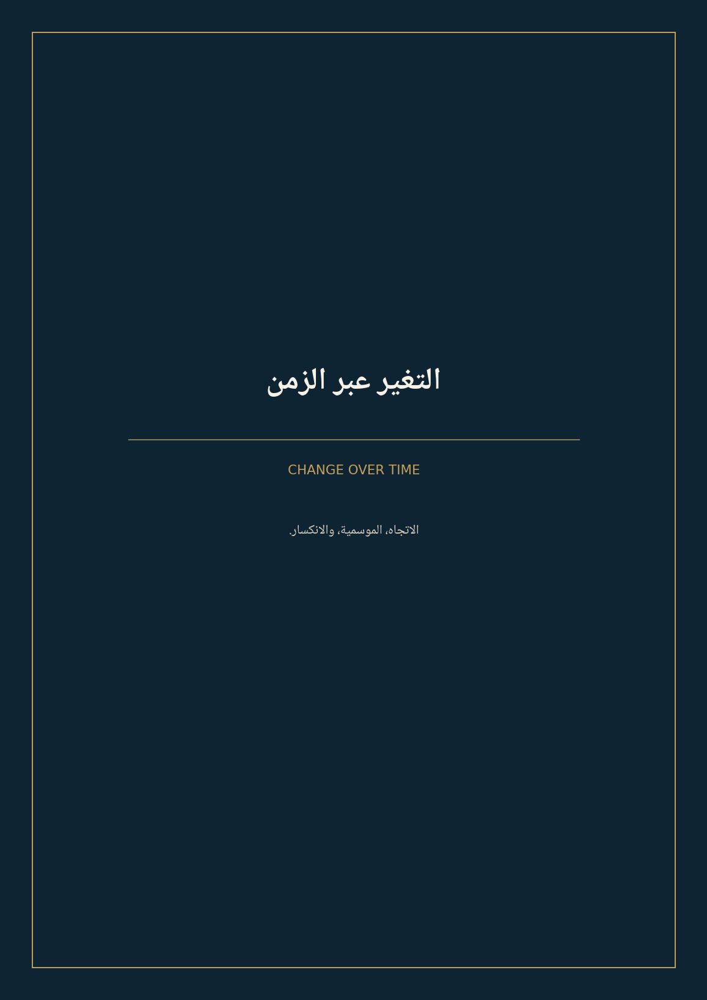 التغير عبر الزمن
CHANGE OVER TIME
الاتجاه، الموسمية، والانكسار.